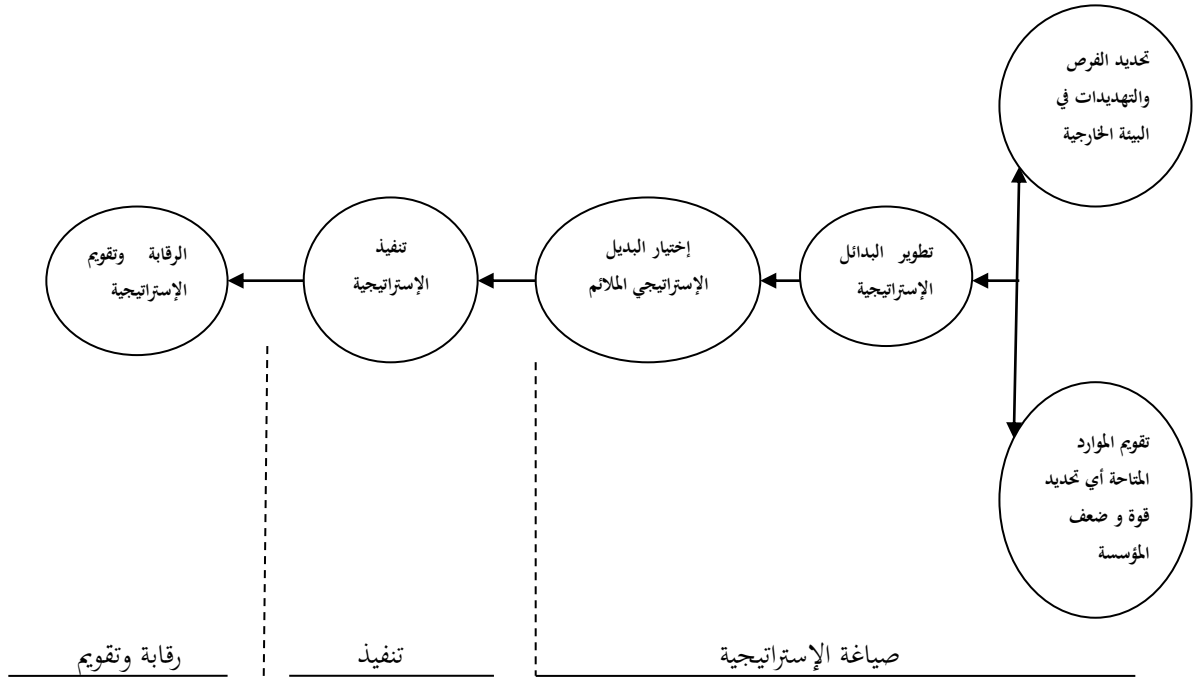 تحديد الفرص
والتهديدات في
البيئة الخارجية
تقويم الموارد
المتاحة أي تحديد
قوة و ضعف
المؤسسة
تطوير البدائل
الإستراتيجية
إختيار البديل
الإستراتيجي الملائم
تنفيذ
الإستراتيجية
الرقابة وتقويم
الإستراتيجية
صياغة الإستراتيجية
تنفيذ
رقابة وتقويم